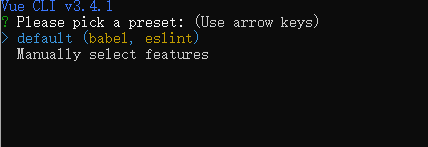 Vue CLI v3.4.1
? Please pick a preset: (Use arrow keys)
> default (babel, eslint)
Manually select features